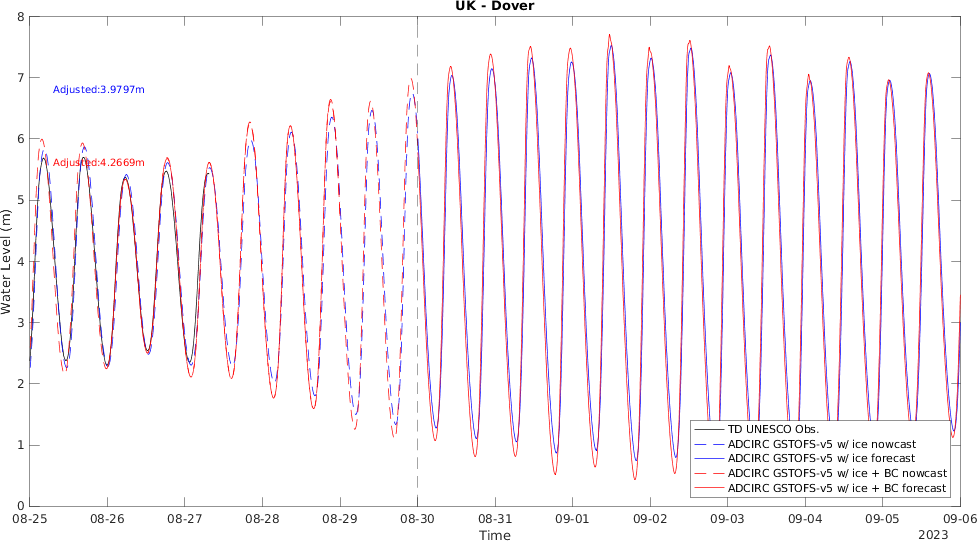 UK - Dover
8
7
6
5
4
3
2
1
0
Water Level (m)
Adjusted:3.9797m
Adjusted:4.2669m
TD UNESCO Obs.
ADCIRC GSTOFS-v5 w/ ice nowcast
ADCIRC GSTOFS-v5 w/ ice forecast
ADCIRC GSTOFS-v5 w/ ice + BC nowcast
ADCIRC GSTOFS-v5 w/ ice + BC forecast
08-25 08-26 08-27 08-28 08-29 08-30 08-31 09-01 09-02 09-03 09-04 09-05 09-06
Time
2023